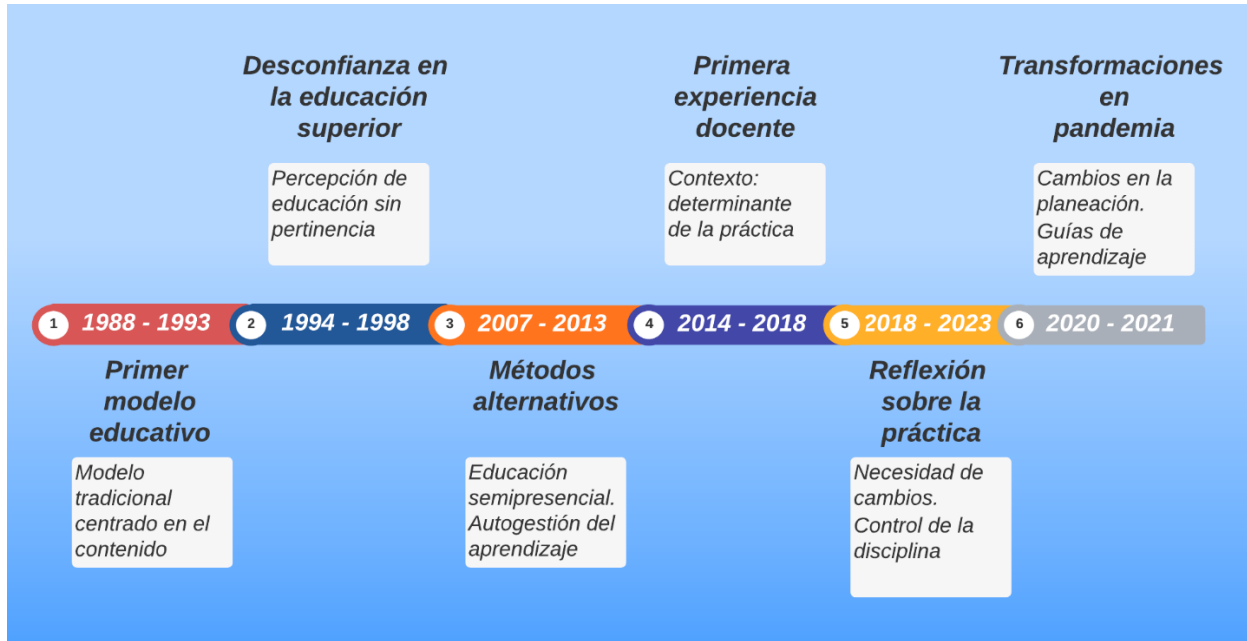 Desconfianza en
la educación
superior
Percepción de
educación sin
pertinencia
Primera
experiencia
docente
Contexto:
determinante
de la práctica
Transformaciones
en
pandemia
Cambios en la
planeación.
Guías de
aprendizaje
1 1988 - 1993
2 1994 - 1998
3 2007 - 2013
4 2014 - 2018
5 2018 - 2023
6 2020 - 2021
Primer
modelo
educativo
Modelo
tradicional
centrado en el
contenido
Métodos
alternativos
Educación
semipresencial.
Autogestión del
aprendizaje
Reflexión
sobre la
práctica
Necesidad de
cambios.
Control de la
disciplina